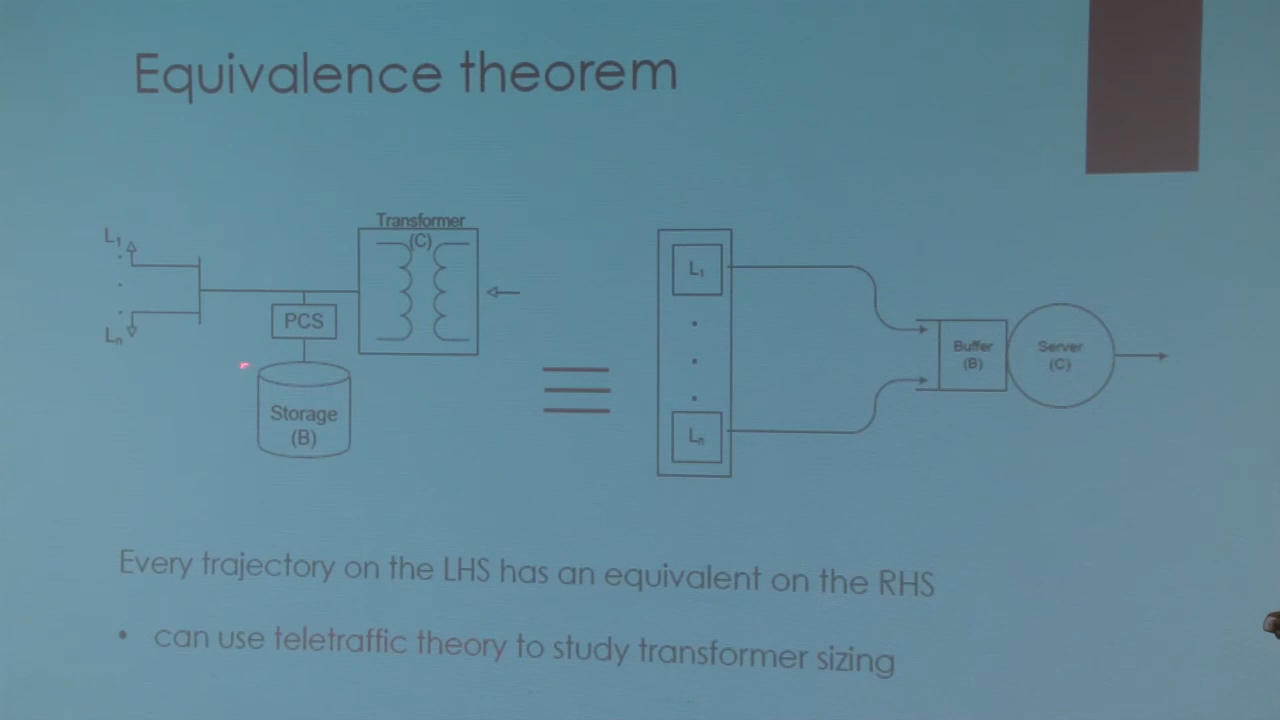 Equivalence theorem
L1
Ln
Transformer
(C)
PCS
Storage
(B)
L1
Ln
Buffer
(B)
Server
(C)
Every trajectory on the LHS has an equivalent on the RHS
• can use teletraffic theory to study transformer sizing